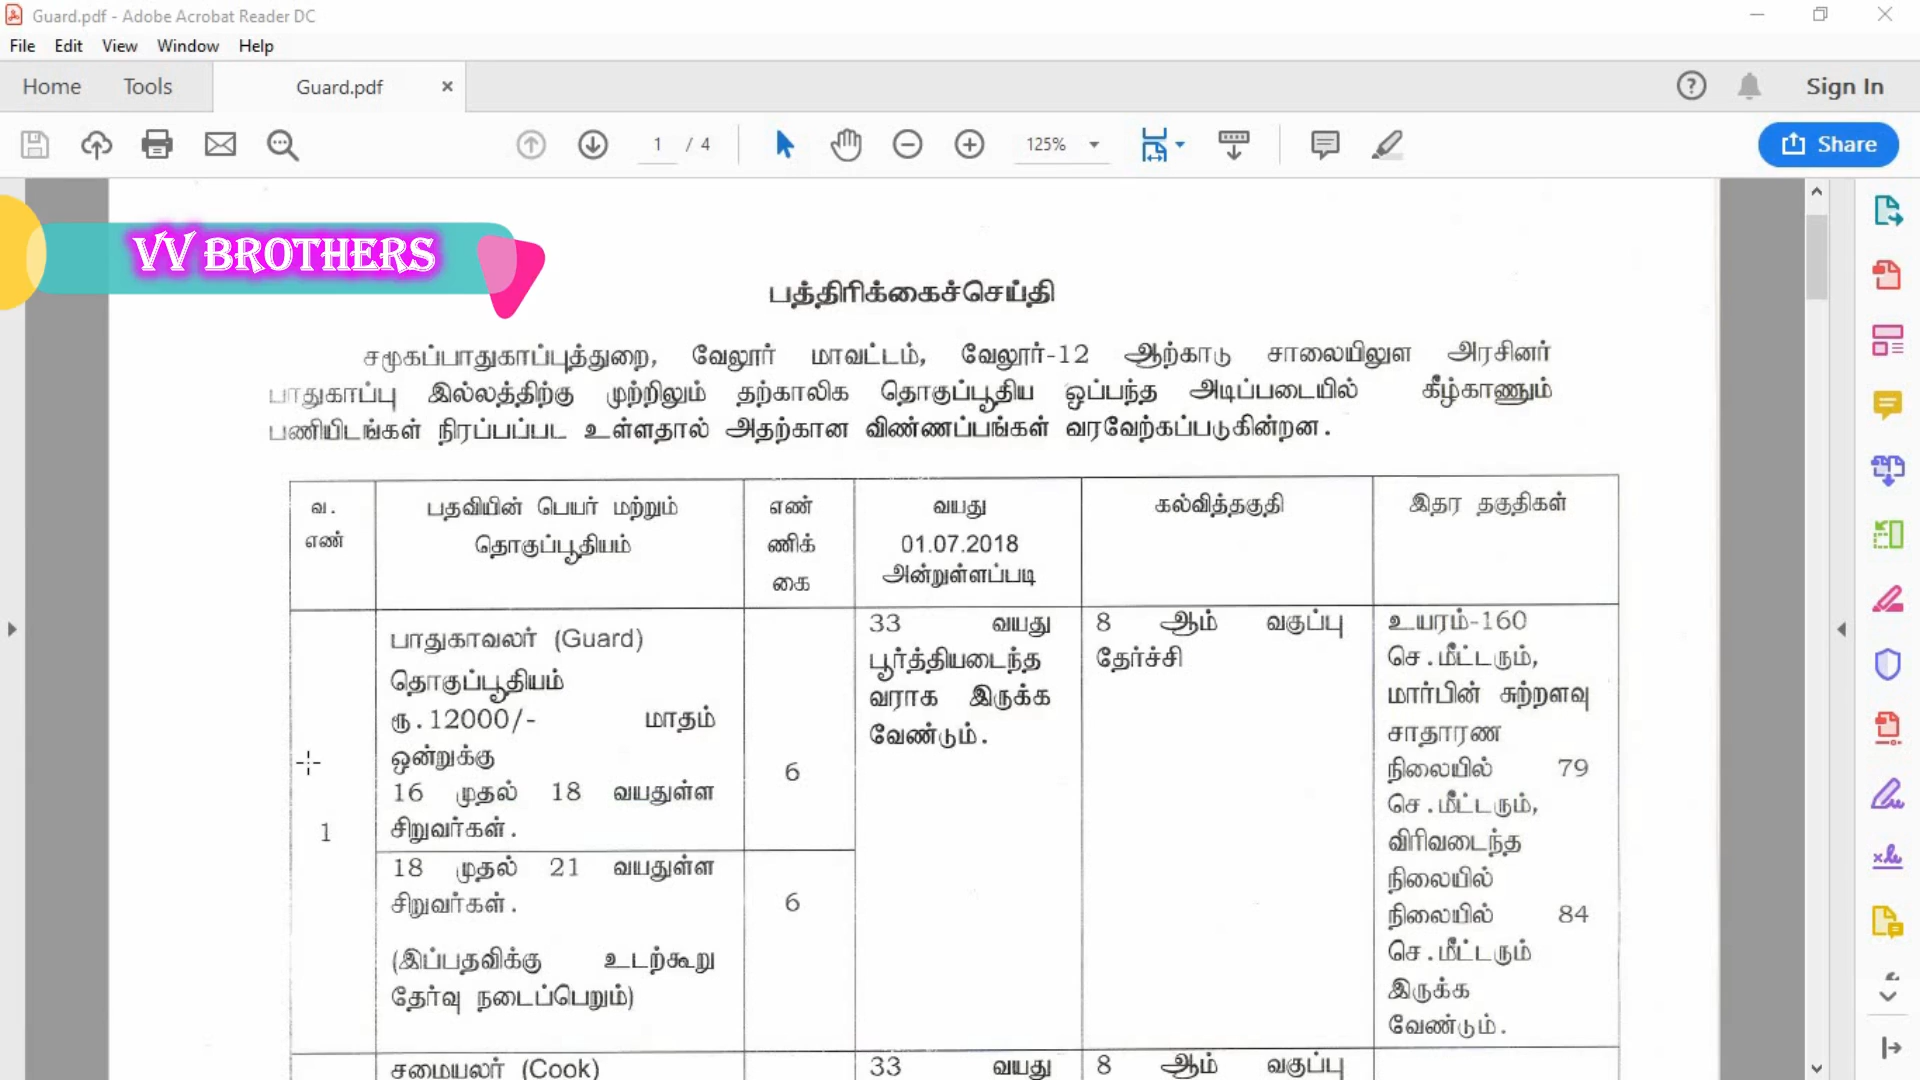 Guard.pdf - Adobe Acrobat Reader DC
File Edit View Window Help
Home Tools Guard.pdf × Sign In
1 / 4 125% Share
VV BROTHERS
பத்திரிக்கைச்செய்தி
சமூகப்பாதுகாப்புத்துறை, வேலூர் மாவட்டம், வேலூர்-12 ஆற்காடு சாலையிலுள அரசினர்
பாதுகாப்பு இல்லத்திற்கு முற்றிலும் தற்காலிக தொகுப்பூதிய ஒப்பந்த அடிப்படையில் கீழ்காணும்
பணியிடங்கள் நிரப்பப்பட உள்ளதால் அதற்கான விண்ணப்பங்கள் வரவேற்கப்படுகின்றன.
வ.
எண்
பதவியின் பெயர் மற்றும்
தொகுப்பூதியம்
எண்
ணிக்
கை
வயது
01.07.2018
அன்றுள்ளப்படி
கல்வித்தகுதி
இதர தகுதிகள்
1
பாதுகாவலர் (Guard)
தொகுப்பூதியம்
ரூ.12000/- மாதம்
ஒன்றுக்கு
16 முதல் 18 வயதுள்ள
சிறுவர்கள்.
6
18 முதல் 21 வயதுள்ள
சிறுவர்கள்.
(இப்பதவிக்கு உடற்கூறு
தேர்வு நடைப்பெறும்)
6
33 வயது
பூர்த்தியடைந்த
வராக இருக்க
வேண்டும்.
8 ஆம் வகுப்பு
தேர்ச்சி
உயரம்-160
செ.மீட்டரும்,
மார்பின் சுற்றளவு
சாதாரண
நிலையில் 79
செ.மீட்டரும்,
விரிவடைந்த
நிலையில்
நிலையில் 84
செ.மீட்டரும்
இருக்க
வேண்டும்.
சமையலர் (Cook)
33 வயது
8 ஆம் வகுப்பு